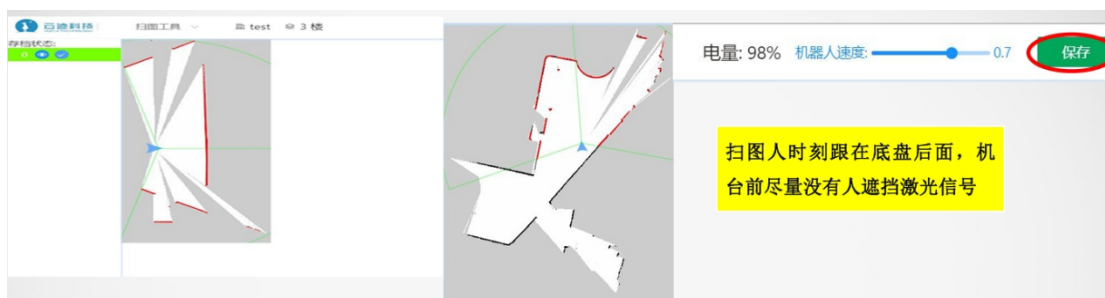 云迹科技 扫图工具 test 3 楼
存档状态:
0
电量: 98% 机器人速度: 0.7 保存
扫图人时刻跟在底盘后面，机
台前尽量没有人遮挡激光信号